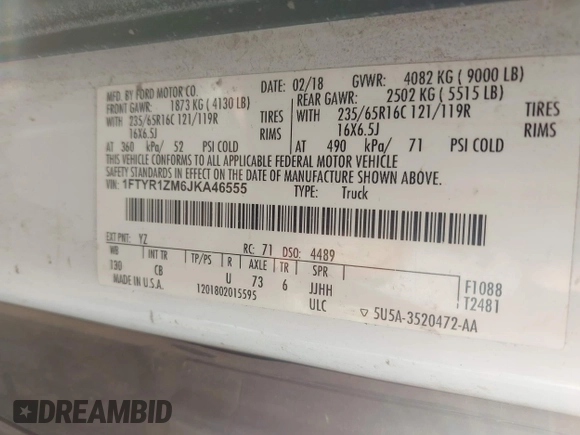 MFD. BY FORD MOTOR CO. DATE: 02/18 GVWR: 4082 KG ( 9000 LB)
FRONT GAWR: 1873 KG ( 4130 LB) REAR GAWR: 2502 KG ( 5515 LB)
WITH 235/65R16C 121/119R TIRES WITH 235/65R16C 121/119R TIRES
16X6.5J RIMS 16X6.5J RIMS
AT 360 kPa/ 52 PSI COLD AT 490 kPa/ 71 PSI COLD
THIS VEHICLE CONFORMS TO ALL APPLICABLE FEDERAL MOTOR VEHICLE
SAFETY STANDARDS IN EFFECT ON THE DATE OF MANUFACTURE SHOWN ABOVE.
VIN: 1FTYR1ZM6JKA46555 TYPE: Truck
EXT PNT: YZ RC: 71 DSO: 4489
WB INT TR TP/PS R AXLE TR SPR F1088
130 CB U 73 6 JJHH T2481
MADE IN U.S.A. 1201802015595 ULC ▽ 5U5A-3520472-AA
DREAMBID